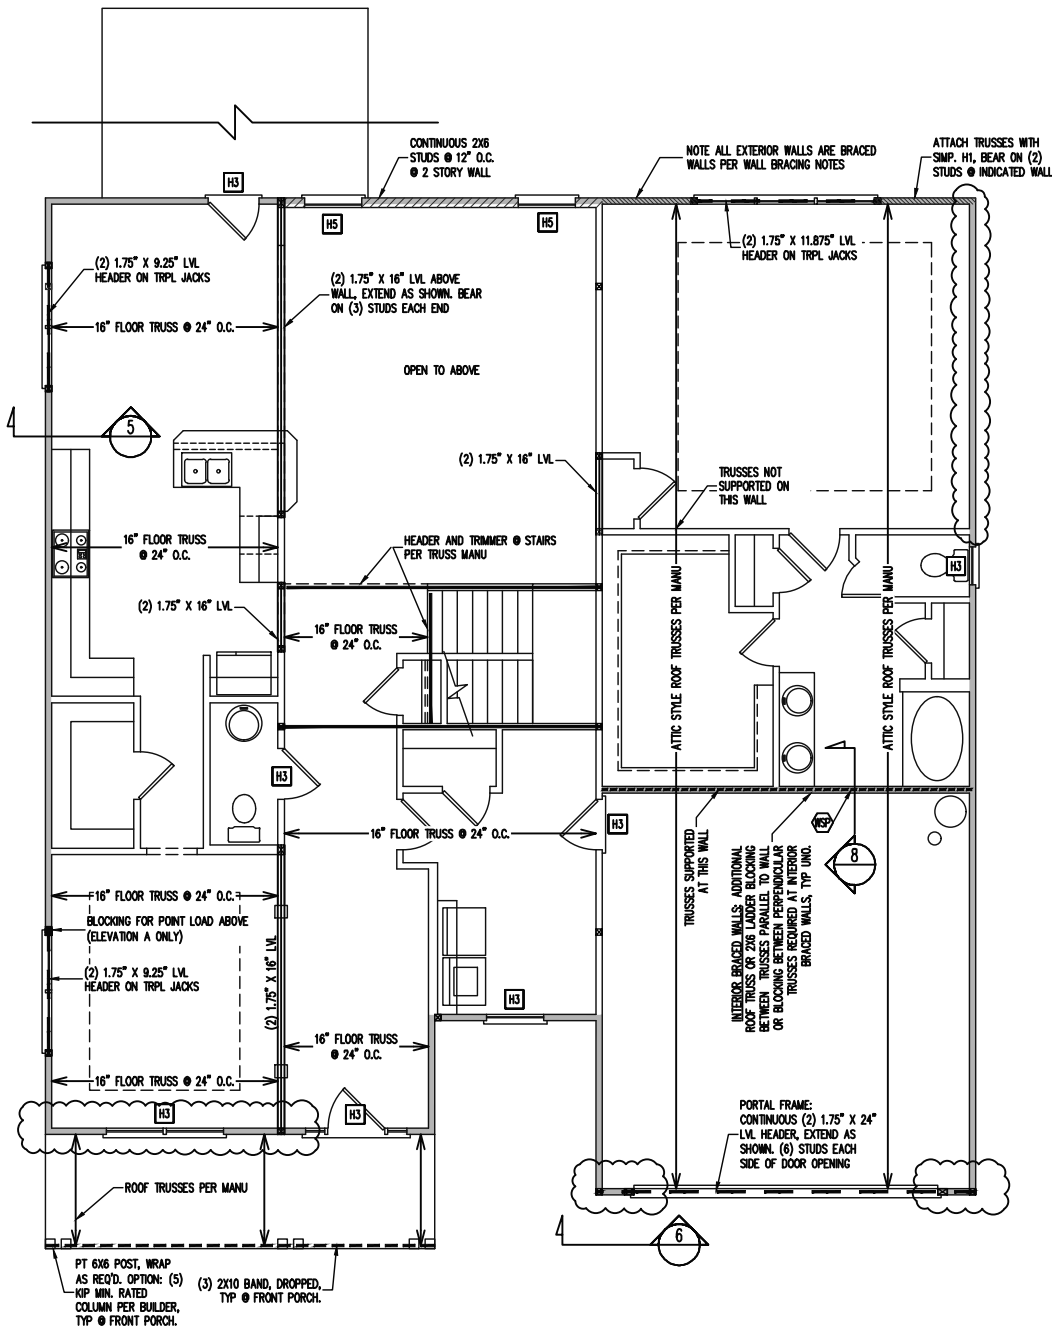 CONTINUOUS 2X6
STUDS @ 12" O.C.
@ 2 STORY WALL
NOTE ALL EXTERIOR WALLS ARE BRACED
WALLS PER WALL BRACING NOTES
ATTACH TRUSSES WITH
SIMP. H1, BEAR ON (2)
STUDS @ INDICATED WALL
H3
H5
H5
(2) 1.75" X 9.25" LVL
HEADER ON TRPL JACKS
(2) 1.75" X 16" LVL ABOVE
WALL, EXTEND AS SHOWN. BEAR
ON (3) STUDS EACH END
(2) 1.75" X 11.875" LVL
HEADER ON TRPL JACKS
16" FLOOR TRUSS @ 24" O.C.
OPEN TO ABOVE
5
(2) 1.75" X 16" LVL
TRUSSES NOT
SUPPORTED ON
THIS WALL
16" FLOOR TRUSS
@ 24" O.C.
HEADER AND TRIMMER @ STAIRS
PER TRUSS MANU
H3
(2) 1.75" X 16" LVL
16" FLOOR TRUSS
@ 24" O.C.
ATTIC STYLE ROOF TRUSSES PER MANU
ATTIC STYLE ROOF TRUSSES PER MANU
H3
16" FLOOR TRUSS @ 24" O.C.
H3
WSP
8
TRUSSES SUPPORTED
AT THIS WALL
INTERIOR BRACED WALLS: ADDITIONAL
ROOF TRUSS OR 2X6 LADDER BLOCKING
BETWEEN TRUSSES PARALLEL TO WALL
OR BLOCKING BETWEEN PERPENDICULAR
TRUSSES REQUIRED AT INTERIOR
BRACED WALLS, TYP UNO.
16" FLOOR TRUSS @ 24" O.C.
BLOCKING FOR POINT LOAD ABOVE
(ELEVATION A ONLY)
(2) 1.75" X 9.25" LVL
HEADER ON TRPL JACKS
(2) 1.75" X 16" LVL
H3
16" FLOOR TRUSS
@ 24" O.C.
16" FLOOR TRUSS @ 24" O.C.
H3
H3
PORTAL FRAME:
CONTINUOUS (2) 1.75" X 24"
LVL HEADER, EXTEND AS
SHOWN. (6) STUDS EACH
SIDE OF DOOR OPENING
ROOF TRUSSES PER MANU
6
PT 6X6 POST, WRAP
AS REQ'D. OPTION: (5)
KIP MIN. RATED
COLUMN PER BUILDER,
TYP @ FRONT PORCH.
(3) 2X10 BAND, DROPPED,
TYP @ FRONT PORCH.